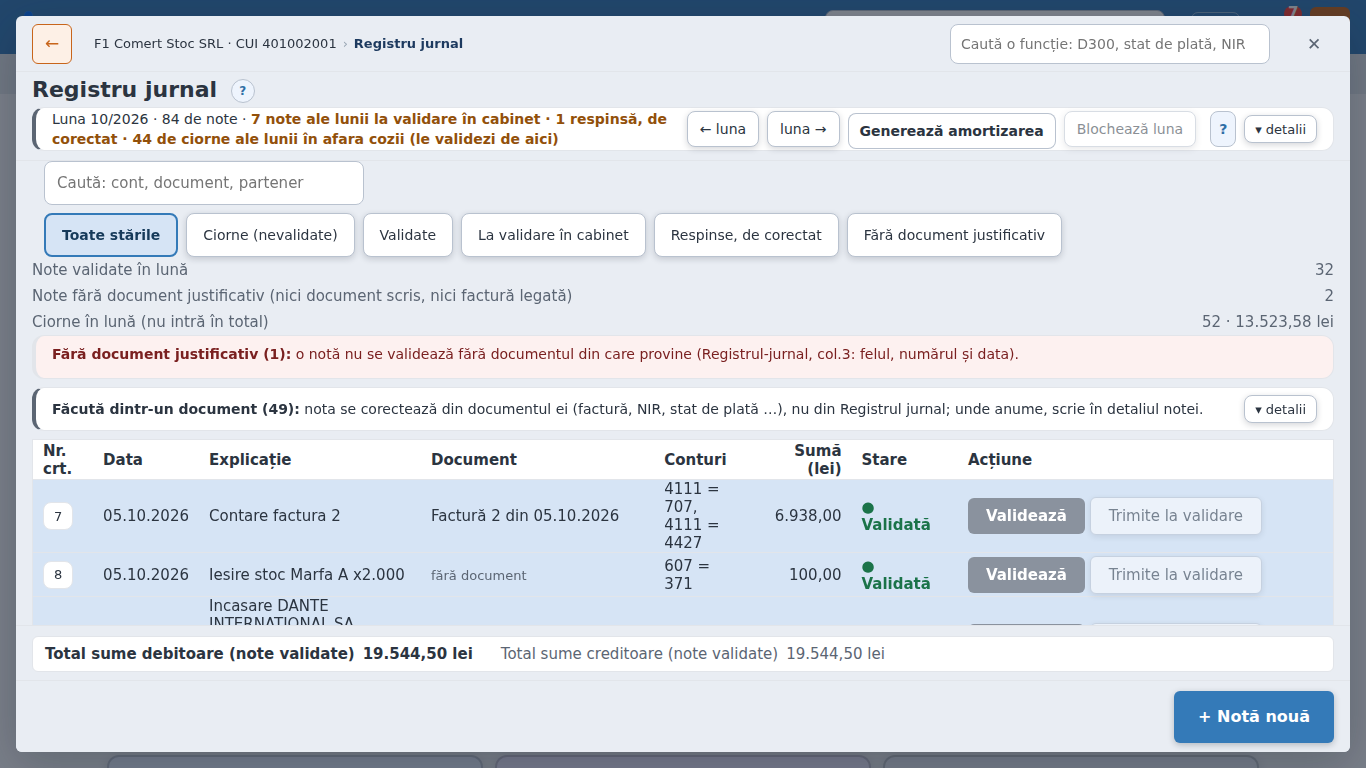 7
←
F1 Comert Stoc SRL · CUI 401002001 › Registru jurnal
Caută o funcție: D300, stat de plată, NIR
✕
Registru jurnal
?
Luna 10/2026 · 84 de note · 7 note ale lunii la validare în cabinet · 1 respinsă, de
corectat · 44 de ciorne ale lunii în afara cozii (le validezi de aici)
← luna
luna →
Generează amortizarea
Blochează luna
?
▾ detalii
Caută: cont, document, partener
Toate stările
Ciorne (nevalidate)
Validate
La validare în cabinet
Respinse, de corectat
Fără document justificativ
Note validate în lună 32
Note fără document justificativ (nici document scris, nici factură legată) 2
Ciorne în lună (nu intră în total) 52 · 13.523,58 lei
Fără document justificativ (1): o notă nu se validează fără documentul din care provine (Registrul-jurnal, col.3: felul, numărul și data).
Făcută dintr-un document (49): nota se corectează din documentul ei (factură, NIR, stat de plată …), nu din Registrul jurnal; unde anume, scrie în detaliul notei.
▾ detalii
Nr. crt. Data Explicație Document Conturi Sumă (lei) Stare Acțiune
7 05.10.2026 Contare factura 2 Factură 2 din 05.10.2026 4111 = 707, 4111 = 4427 6.938,00 ● Validată Validează Trimite la validare
8 05.10.2026 Iesire stoc Marfa A x2.000 fără document 607 = 371 100,00 ● Validată Validează Trimite la validare
Incasare DANTE
INTERNATIONAL SA
Total sume debitoare (note validate) 19.544,50 lei Total sume creditoare (note validate) 19.544,50 lei
+ Notă nouă